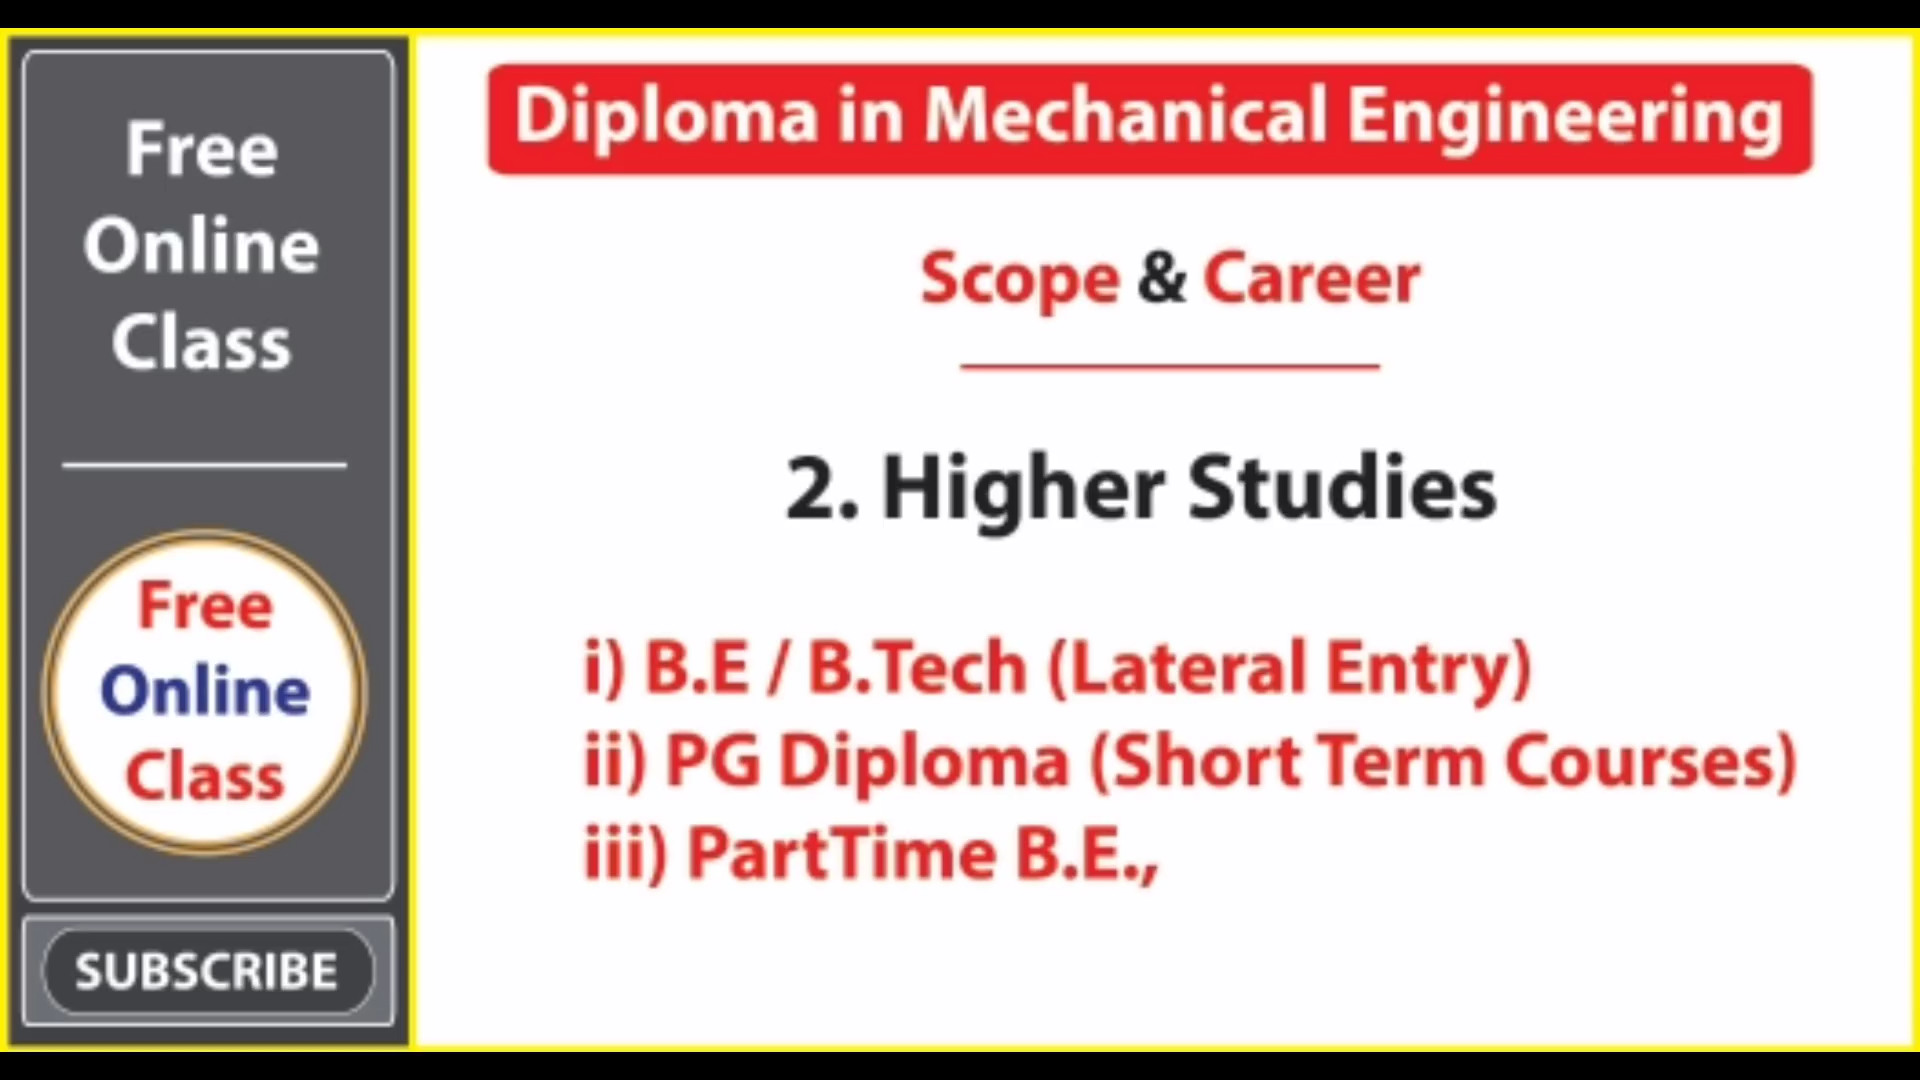 Free
Online
Class
Free
Online
Class
SUBSCRIBE
Diploma in Mechanical Engineering
Scope & Career
2. Higher Studies
i) B.E / B.Tech (Lateral Entry)
ii) PG Diploma (Short Term Courses)
iii) PartTime B.E.,